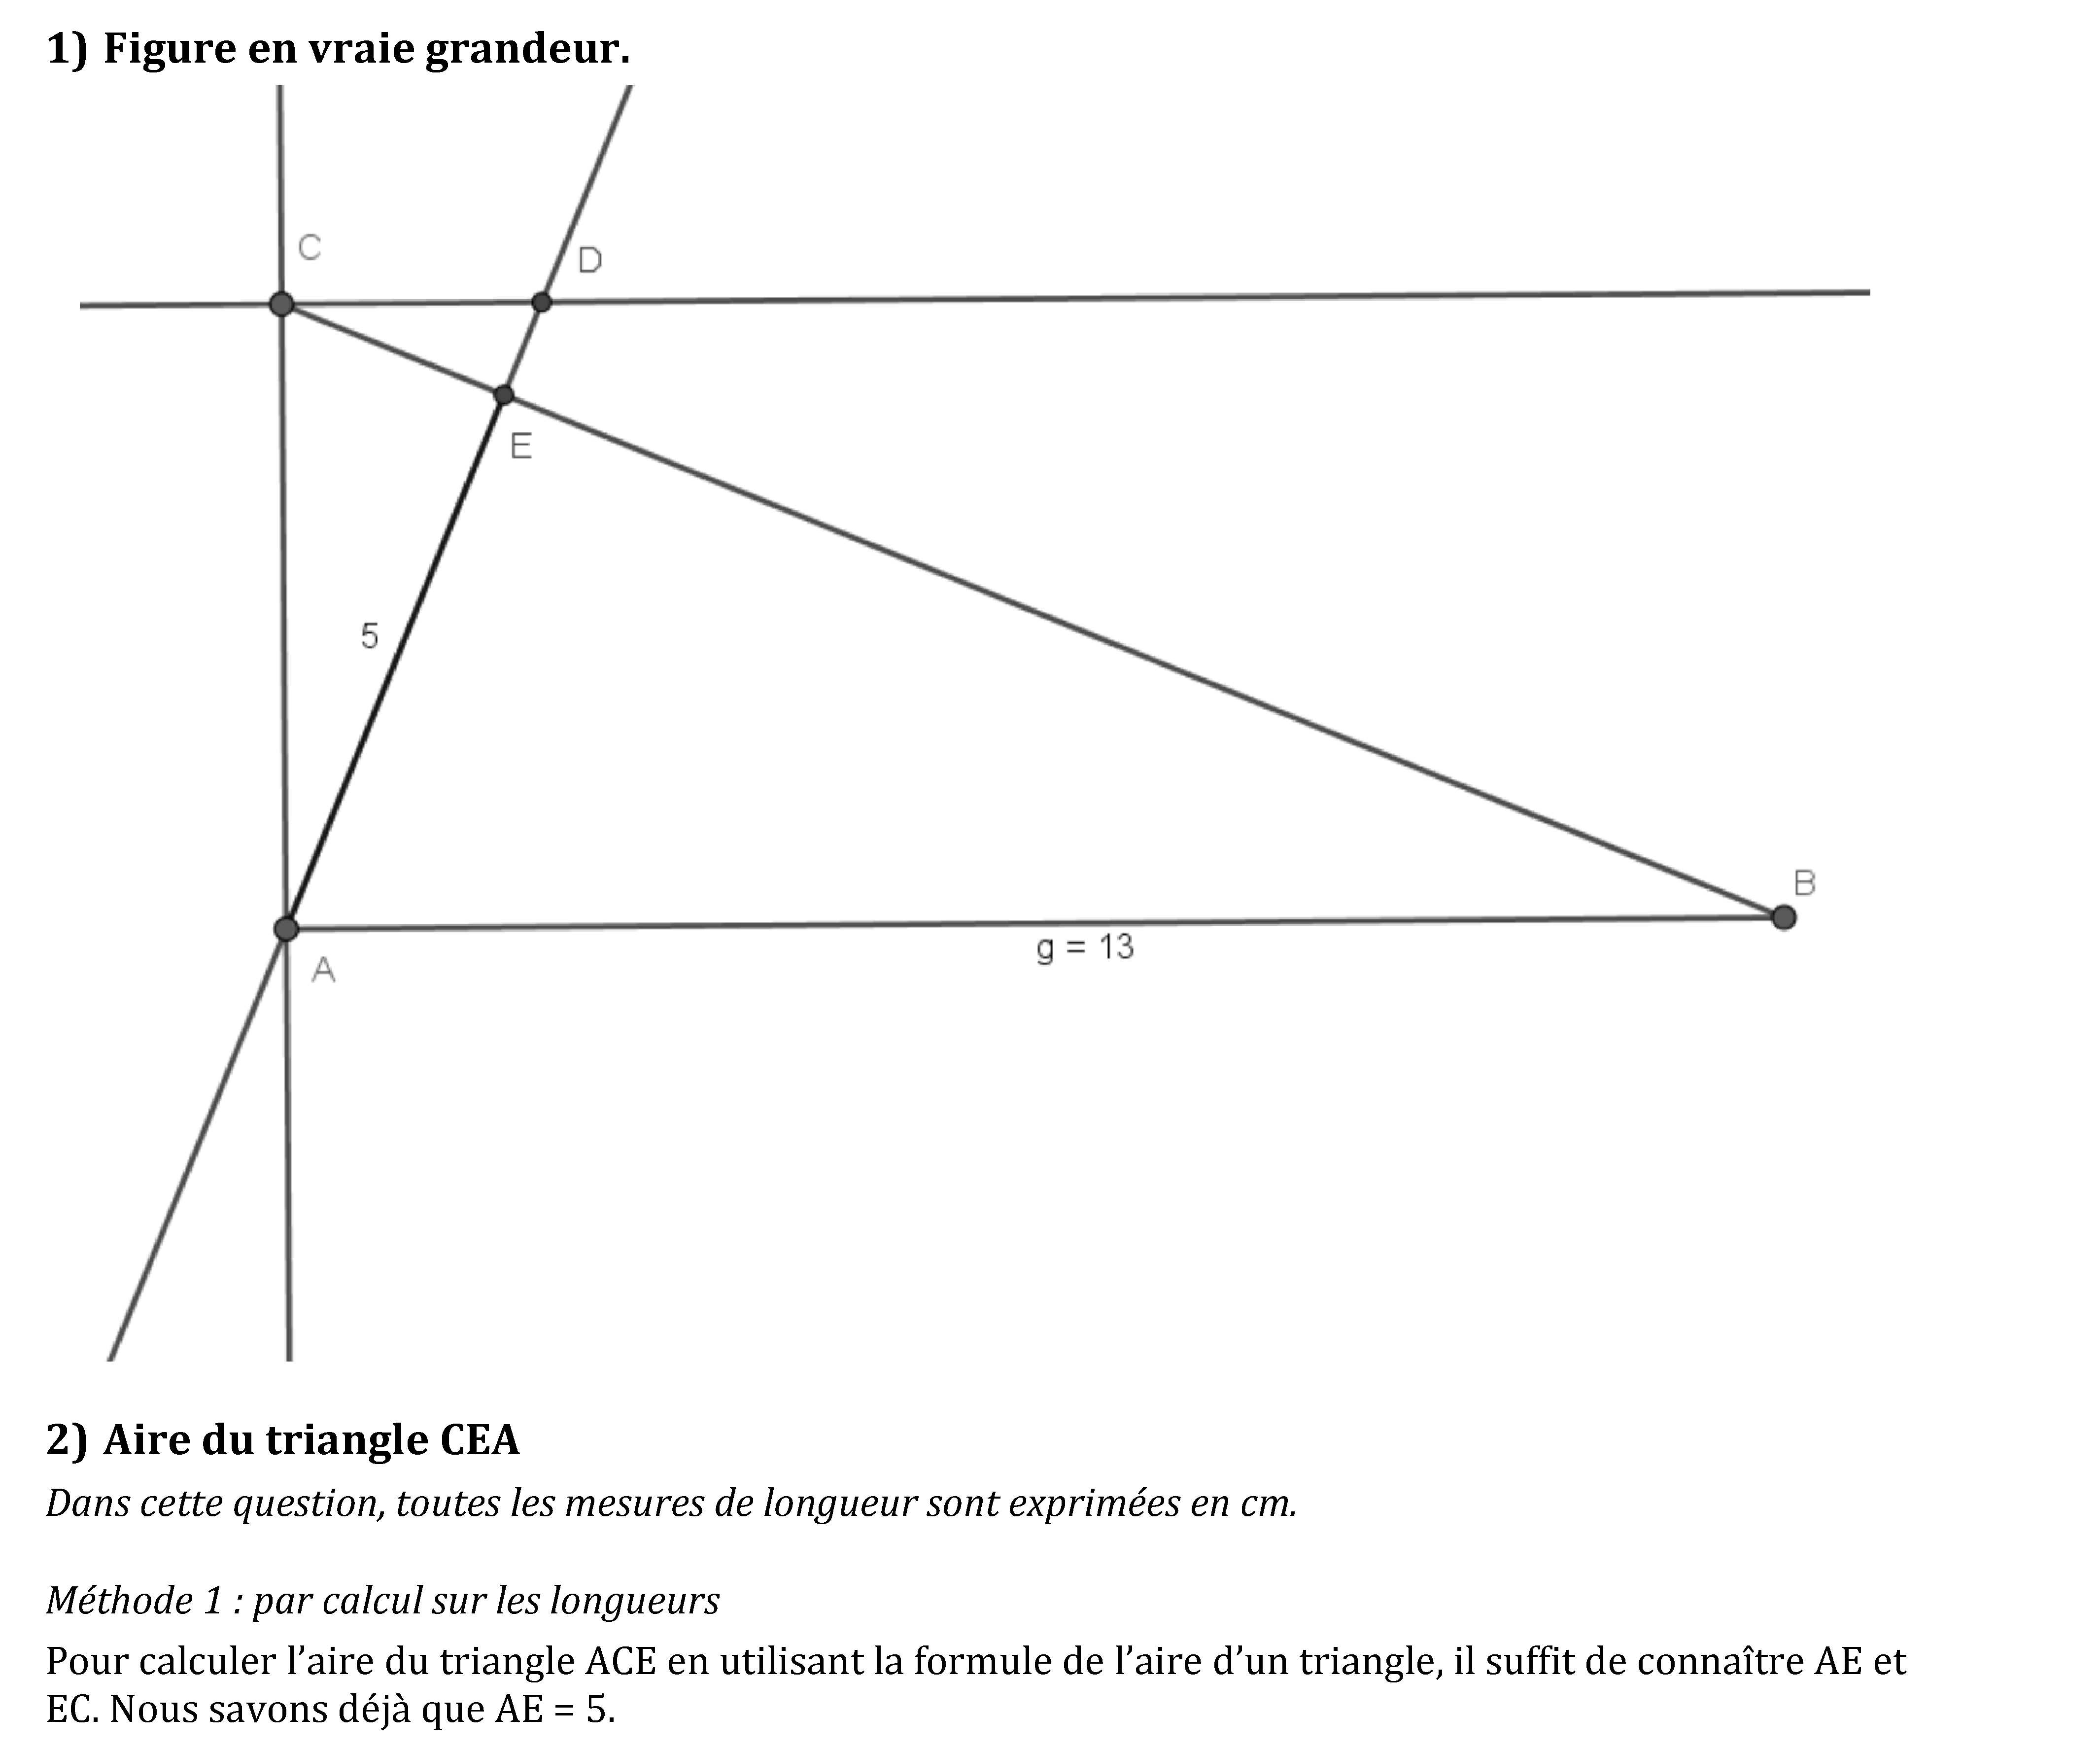 1) Figure en vraie grandeur.
C
D
E
5
B
g = 13
A
2) Aire du triangle CEA
Dans cette question, toutes les mesures de longueur sont exprimées en cm.
Méthode 1 : par calcul sur les longueurs
Pour calculer l’aire du triangle ACE en utilisant la formule de l’aire d’un triangle, il suffit de connaître AE et
EC. Nous savons déjà que AE = 5.